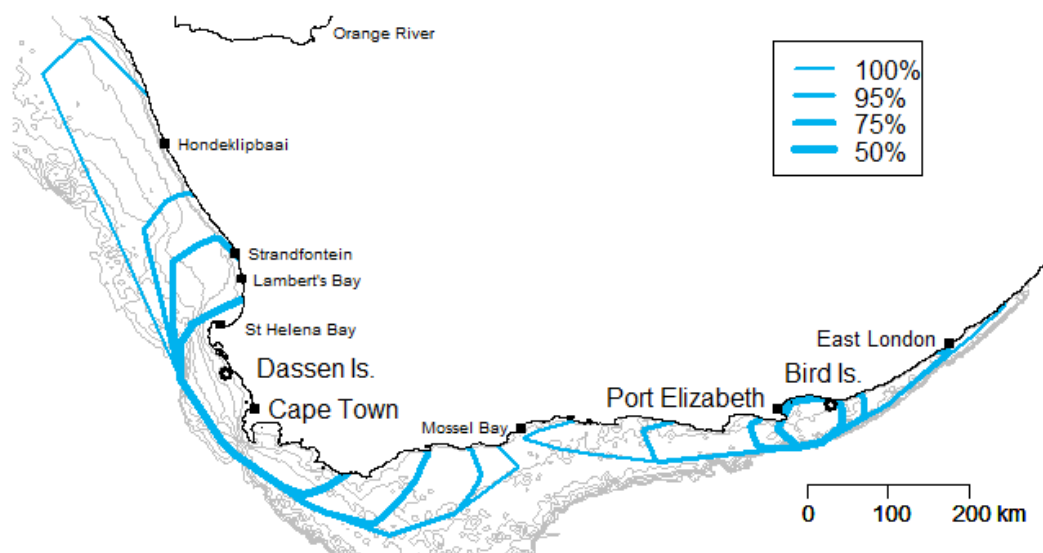 Orange River
100%
95%
75%
50%
Hondeklipbaai
Strandfontein
Lambert's Bay
St Helena Bay
East London
Dassen Is.
Bird Is.
Port Elizabeth
Cape Town
Mossel Bay
0 100 200 km